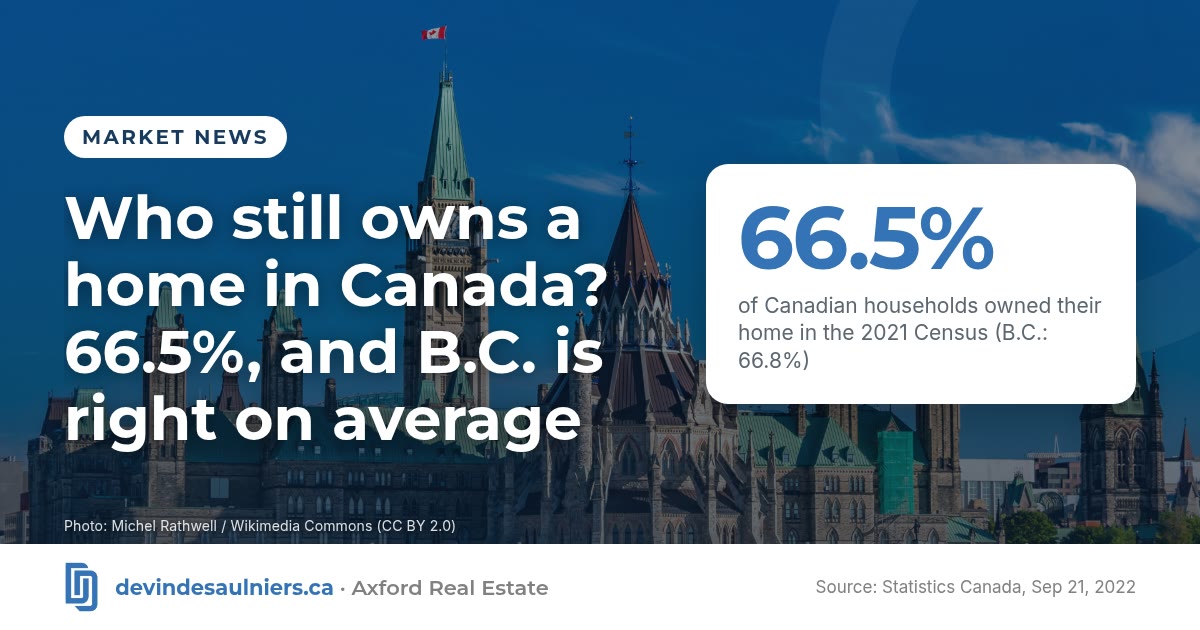 MARKET NEWS
Who still owns a
home in Canada?
66.5%, and B.C. is
right on average
66.5%
of Canadian households owned their
home in the 2021 Census (B.C.:
66.8%)
Photo: Michel Rathwell / Wikimedia Commons (CC BY 2.0)
devindesaulniers.ca · Axford Real Estate
Source: Statistics Canada, Sep 21, 2022